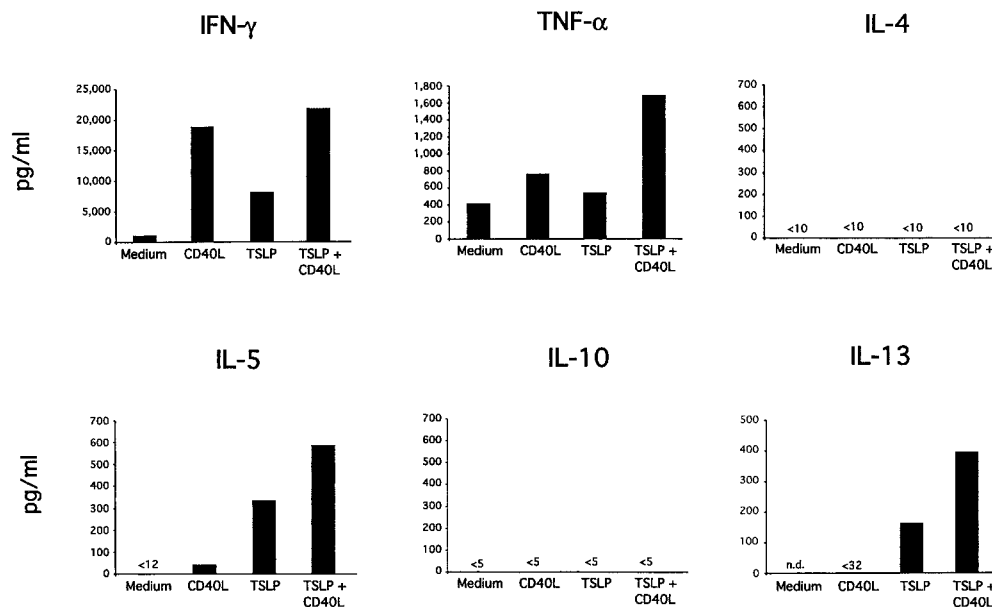 IFN-γ
TNF-α
IL-4
pg/ml
25,000
20,000
15,000
10,000
5,000
0
Medium
CD40L
TSLP
TSLP +
CD40L
1,800
1,600
1,400
1,200
1,000
800
600
400
200
0
Medium
CD40L
TSLP
TSLP +
CD40L
700
600
500
400
300
200
100
0
<10
<10
<10
<10
Medium
CD40L
TSLP
TSLP +
CD40L
IL-5
IL-10
IL-13
pg/ml
700
600
500
400
300
200
100
0
<12
Medium
CD40L
TSLP
TSLP +
CD40L
700
600
500
400
300
200
100
0
<5
<5
<5
<5
Medium
CD40L
TSLP
TSLP +
CD40L
500
400
300
200
100
0
n.d.
<32
Medium
CD40L
TSLP
TSLP +
CD40L